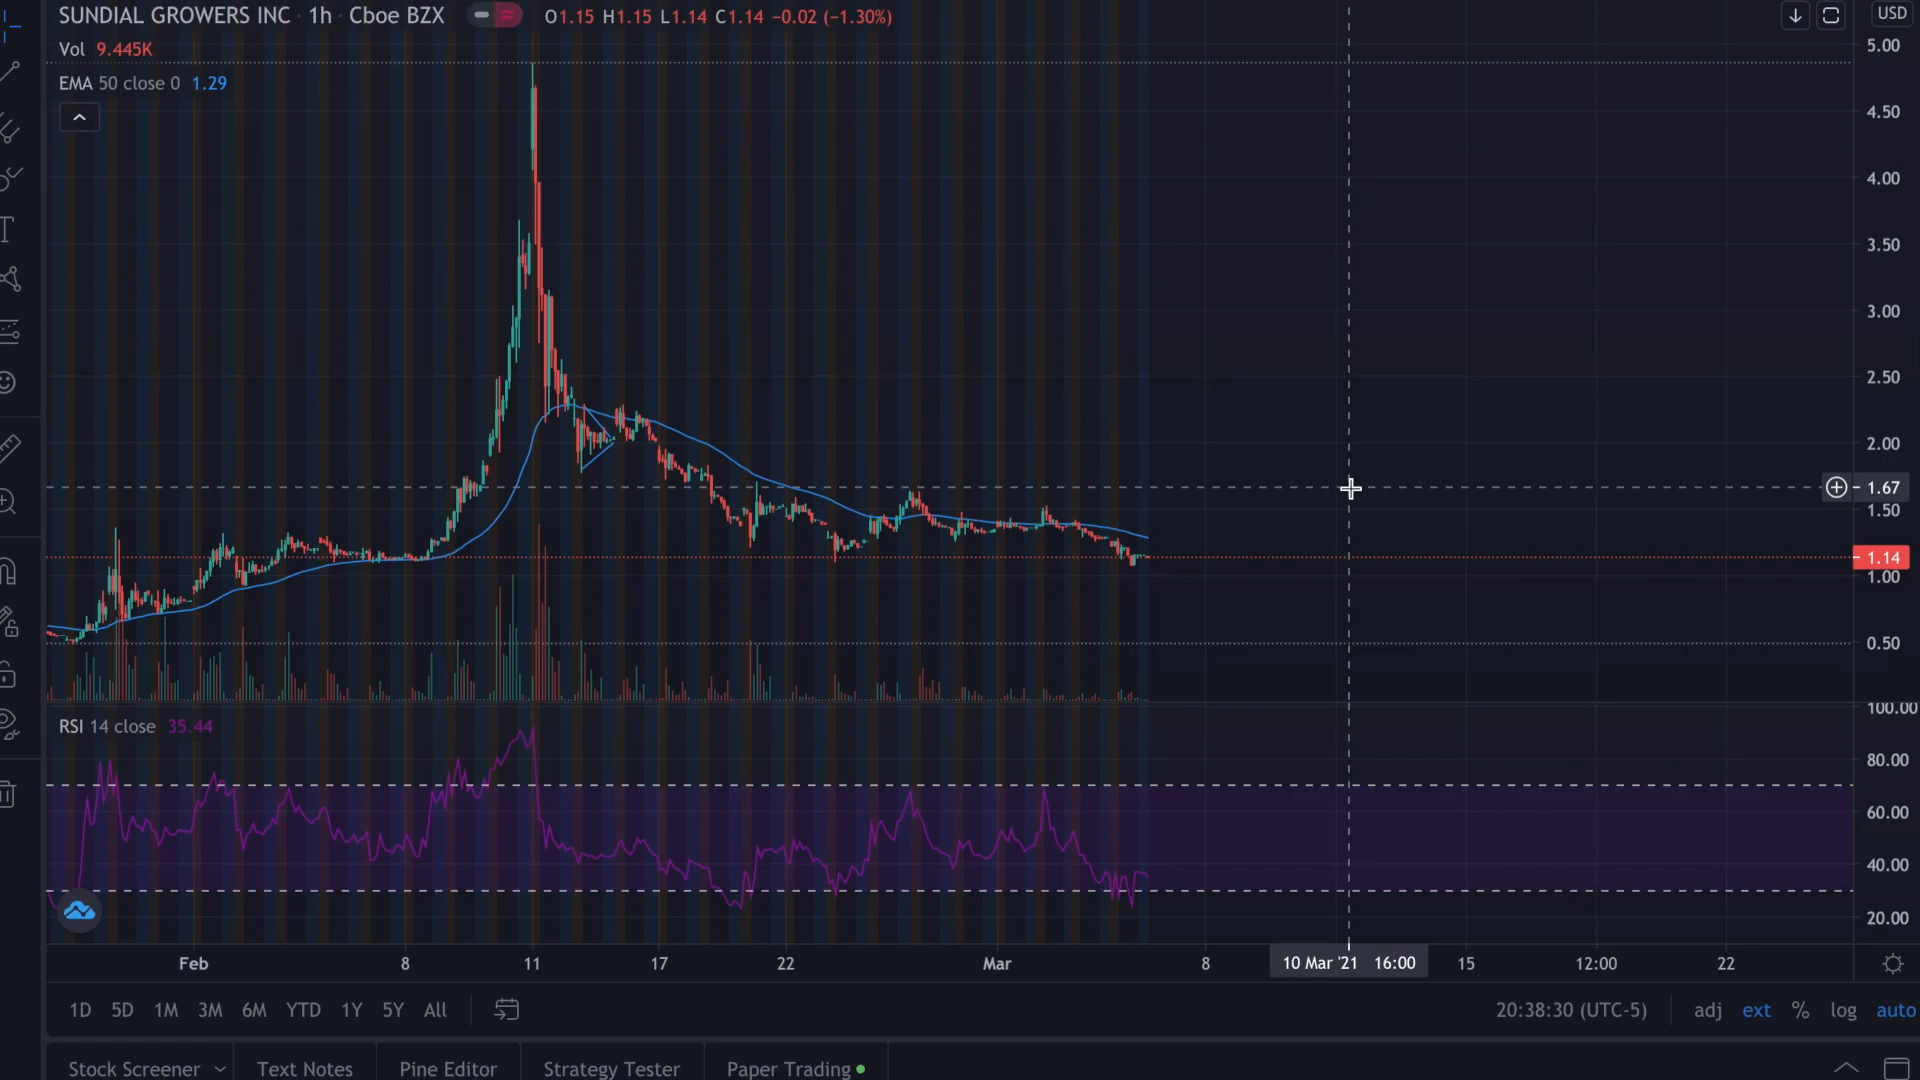 SUNDIAL GROWERS INC · 1h · Cboe BZX O1.15 H1.15 L1.14 C1.14 −0.02 (−1.30%)
USD
Vol 9.445K
EMA 50 close 0 1.29
5.00
4.50
4.00
3.50
3.00
2.50
2.00
1.67
1.50
1.14
1.00
0.50
100.00
RSI 14 close 35.44
80.00
60.00
40.00
20.00
Feb 8 11 17 22 Mar 8 10 Mar '21 16:00 15 12:00 22
1D 5D 1M 3M 6M YTD 1Y 5Y All 20:38:30 (UTC-5) adj ext % log auto
Stock Screener Text Notes Pine Editor Strategy Tester Paper Trading